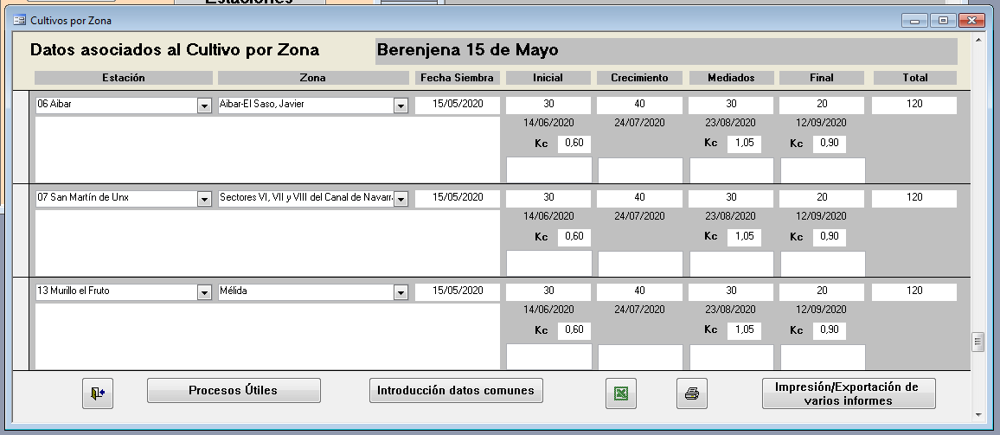 Estaciones
Cultivos por Zona
Datos asociados al Cultivo por Zona Berenjena 15 de Mayo
Estación Zona Fecha Siembra Inicial Crecimiento Mediados Final Total
06 Aibar Aibar-El Saso, Javier 15/05/2020 30 40 30 20 120
14/06/2020 24/07/2020 23/08/2020 12/09/2020
Kc 0,60 Kc 1,05 Kc 0,90
07 San Martín de Unx Sectores VI, VII y VIII del Canal de Navarr 15/05/2020 30 40 30 20 120
14/06/2020 24/07/2020 23/08/2020 12/09/2020
Kc 0,60 Kc 1,05 Kc 0,90
13 Murillo el Fruto Mélida 15/05/2020 30 40 30 20 120
14/06/2020 24/07/2020 23/08/2020 12/09/2020
Kc 0,60 Kc 1,05 Kc 0,90
Procesos Útiles Introducción datos comunes Impresión/Exportación de
varios informes